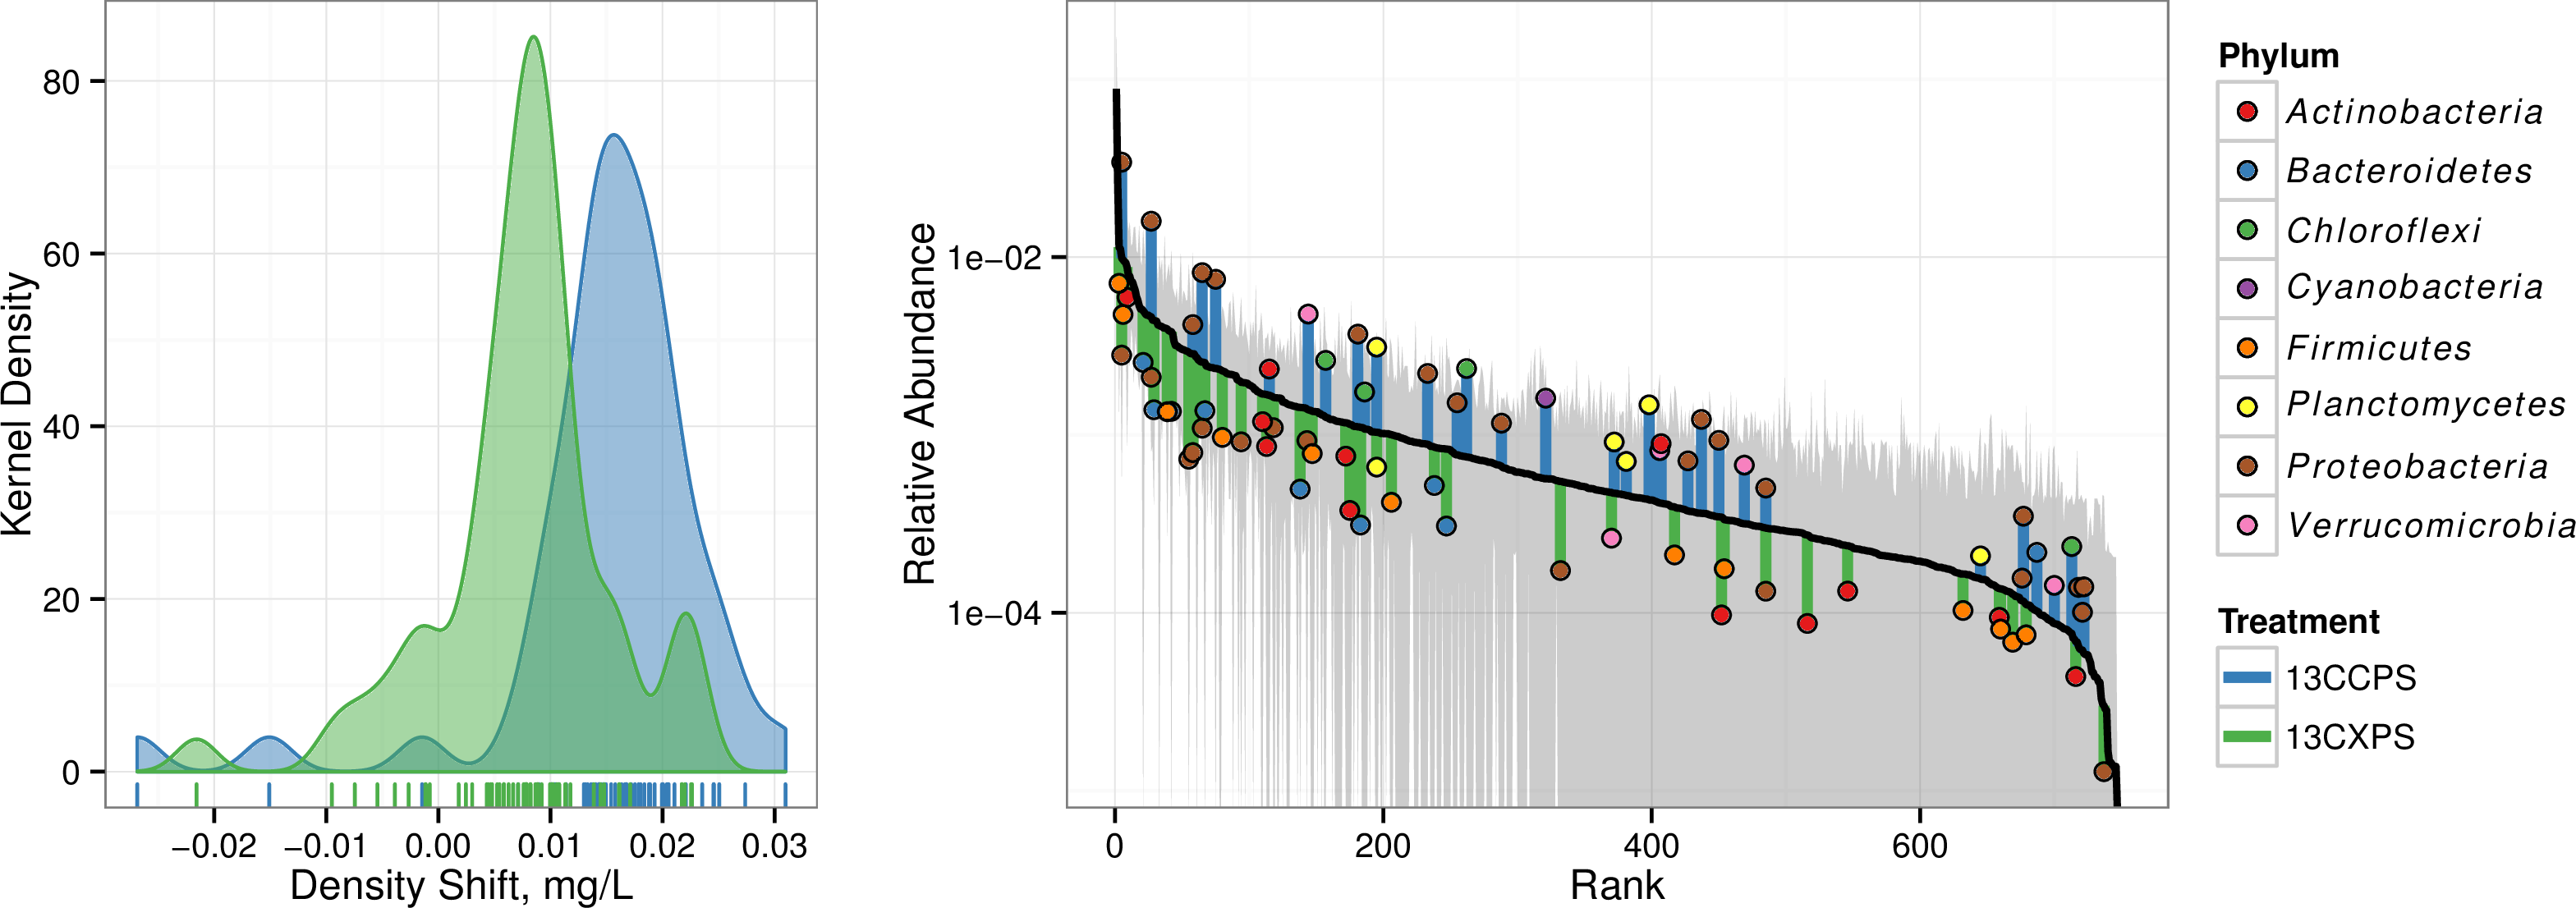 Kernel Density
80
60
40
20
0
−0.02
−0.01
0.00
0.01
0.02
0.03
Density Shift, mg/L
Relative Abundance
1e−02
1e−04
0
200
400
600
Rank
Phylum
Actinobacteria
Bacteroidetes
Chloroflexi
Cyanobacteria
Firmicutes
Planctomycetes
Proteobacteria
Verrucomicrobia
Treatment
13CCPS
13CXPS